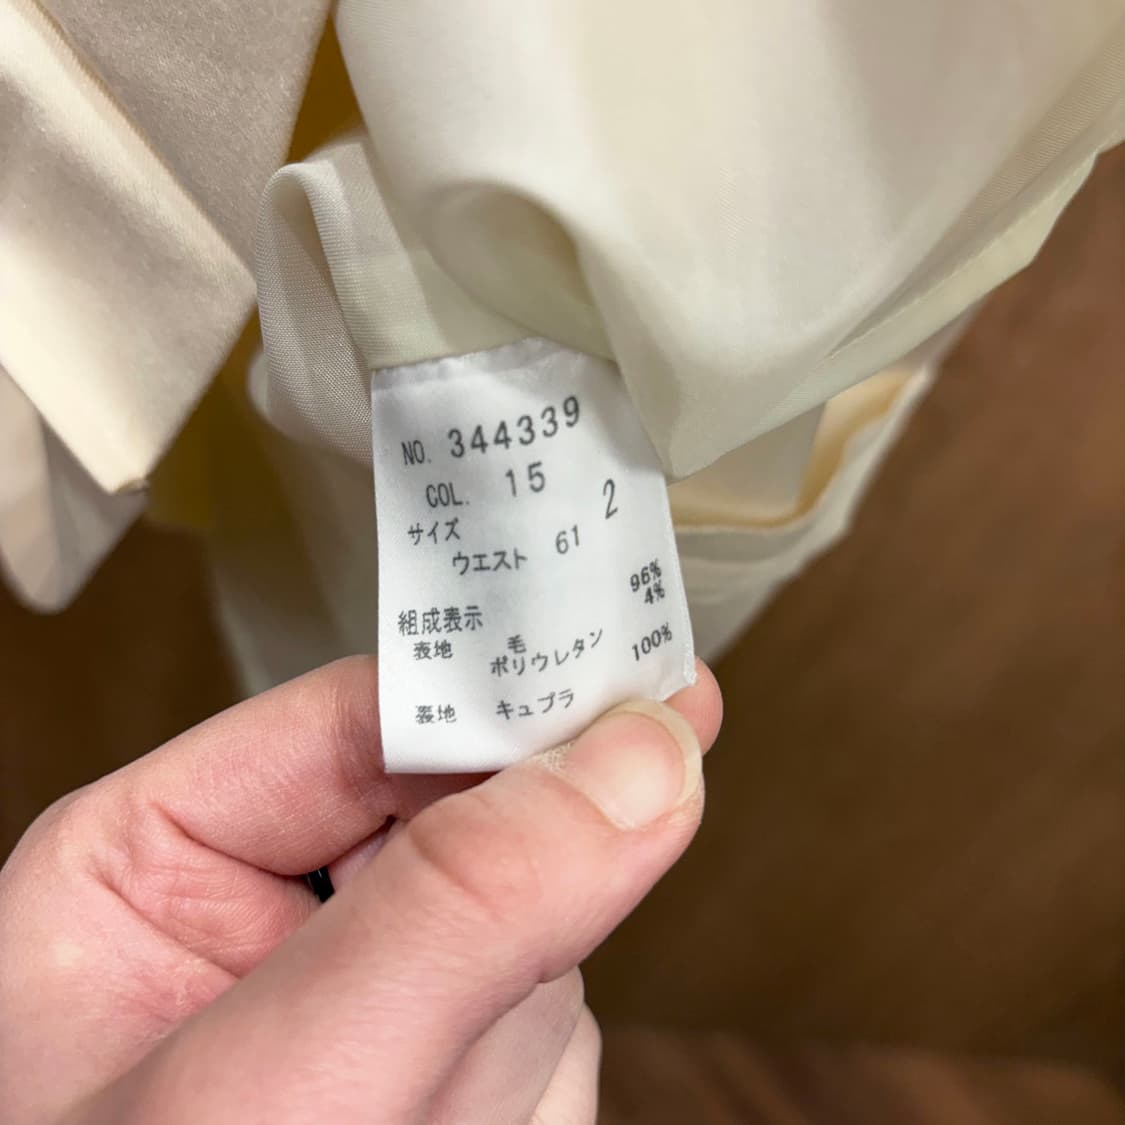 NO. 344339
COL. 15
サイズ 2
ウエスト 61
組成表示
表地 毛 96%
ポリウレタン 4%
裏地 キュプラ 100%